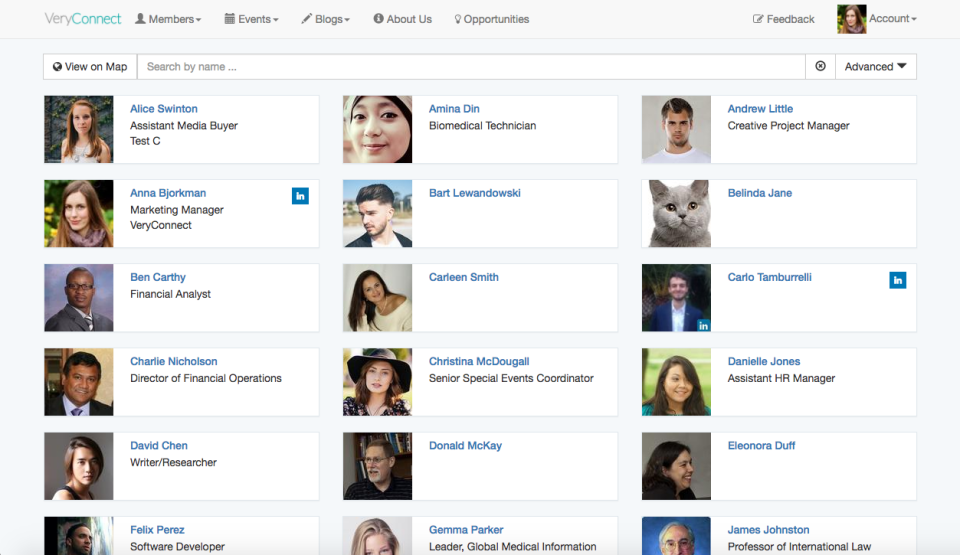 VeryConnect Members Events Blogs About Us Opportunities Feedback Account
View on Map Search by name ... Advanced
Alice Swinton
Assistant Media Buyer
Test C
Amina Din
Biomedical Technician
Andrew Little
Creative Project Manager
Anna Bjorkman
Marketing Manager
VeryConnect
in
Bart Lewandowski
Belinda Jane
Ben Carthy
Financial Analyst
Carleen Smith
in
Carlo Tamburrelli
in
Charlie Nicholson
Director of Financial Operations
Christina McDougall
Senior Special Events Coordinator
Danielle Jones
Assistant HR Manager
David Chen
Writer/Researcher
Donald McKay
Eleonora Duff
Felix Perez
Software Developer
Gemma Parker
Leader, Global Medical Information
James Johnston
Professor of International Law